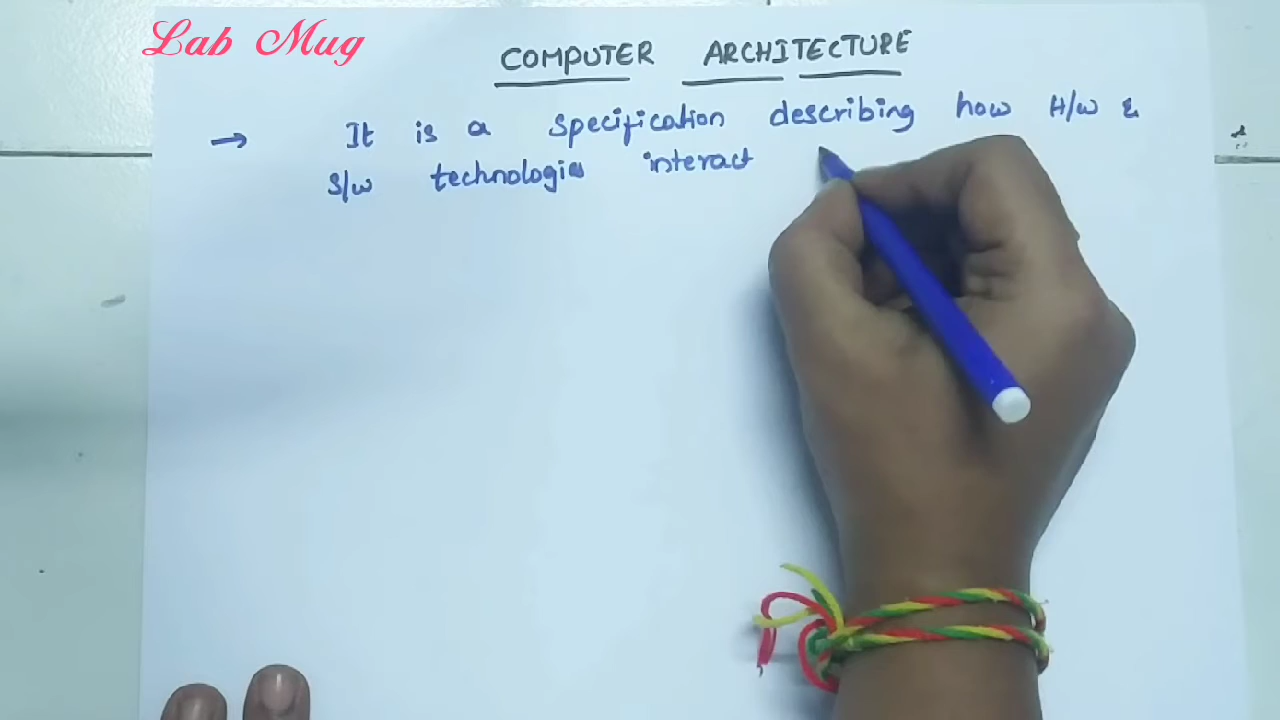 Lab Mug
COMPUTER ARCHITECTURE
→ It is a specification describing how H/w &
S/w technologies interact